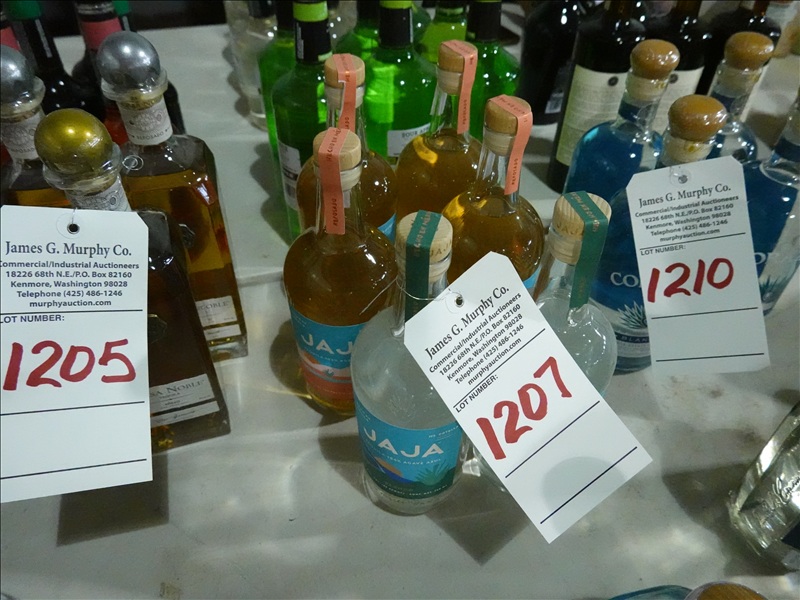 James G. Murphy Co.
Commercial/Industrial Auctioneers
18226 68th N.E./P.O. Box 82160
Kenmore, Washington 98028
Telephone (425) 486-1246
murphyauction.com
LOT NUMBER:
1205
NOBLE
JAJA
JAJA
James G. Murphy Co.
Commercial/Industrial Auctioneers
18226 68th N.E./P.O. Box 82160
Kenmore, Washington 98028
Telephone (425) 486-1246
murphyauction.com
LOT NUMBER:
1207
James G. Murphy Co.
Commercial/Industrial Auctioneers
18226 68th N.E./P.O. Box 82160
Kenmore, Washington 98028
Telephone (425) 486-1246
murphyauction.com
LOT NUMBER:
1210